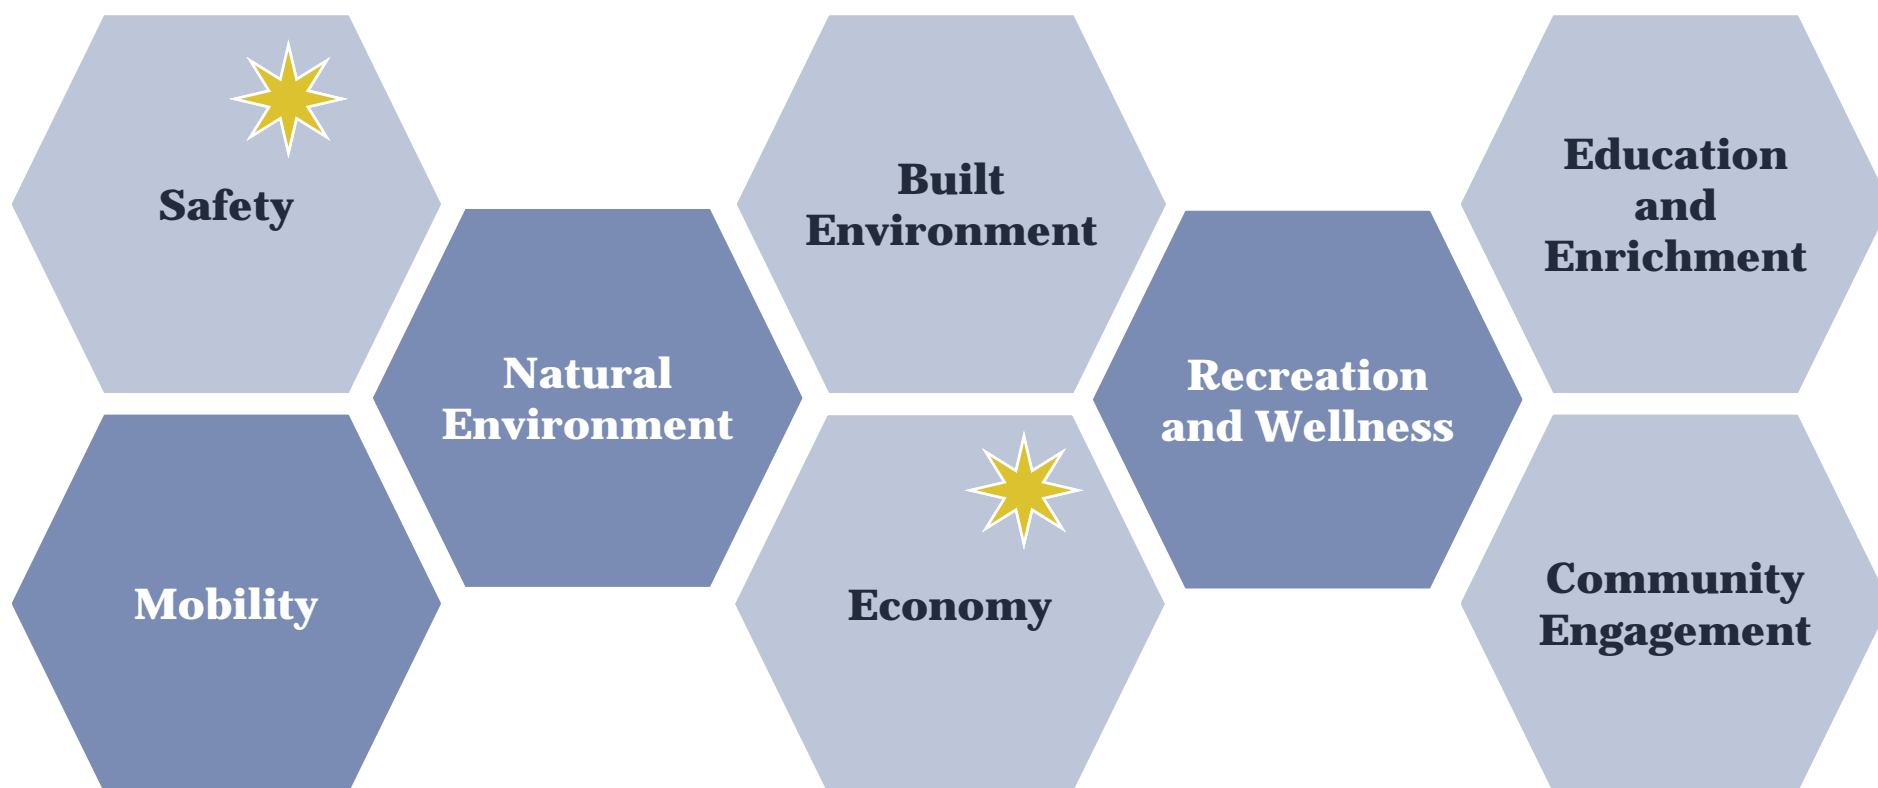 Safety
Built
Environment
Education
and
Enrichment
Natural
Environment
Recreation
and Wellness
Mobility
Economy
Community
Engagement